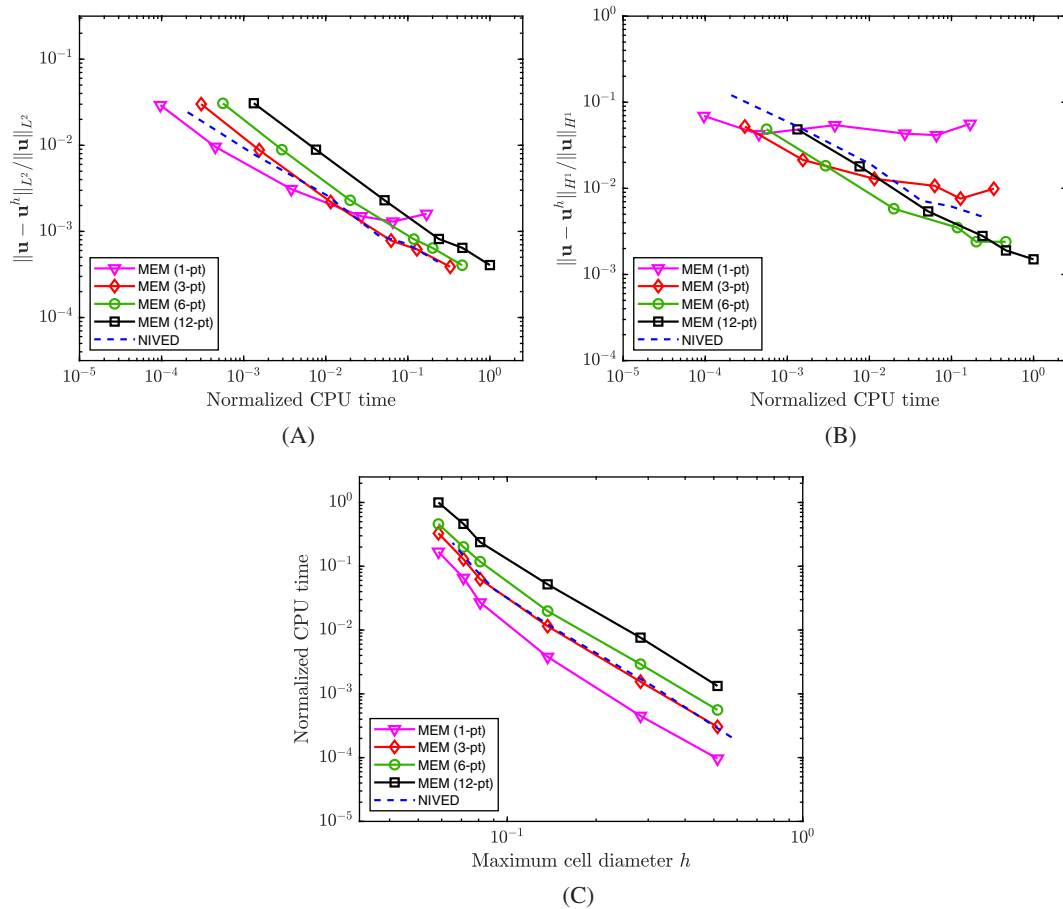 10^{-1}
10^{-2}
10^{-3}
10^{-4}
‖u − u^h‖_{L^2}/‖u‖_{L^2}
MEM (1-pt)
MEM (3-pt)
MEM (6-pt)
MEM (12-pt)
NIVED
10^{-5} 10^{-4} 10^{-3} 10^{-2} 10^{-1} 10^0
Normalized CPU time
(A)
10^0
10^{-1}
10^{-2}
10^{-3}
10^{-4}
‖u − u^h‖_{H^1}/‖u‖_{H^1}
MEM (1-pt)
MEM (3-pt)
MEM (6-pt)
MEM (12-pt)
NIVED
10^{-5} 10^{-4} 10^{-3} 10^{-2} 10^{-1} 10^0
Normalized CPU time
(B)
10^0
10^{-1}
10^{-2}
10^{-3}
10^{-4}
10^{-5}
Normalized CPU time
MEM (1-pt)
MEM (3-pt)
MEM (6-pt)
MEM (12-pt)
NIVED
10^{-1} 10^0
Maximum cell diameter h
(C)